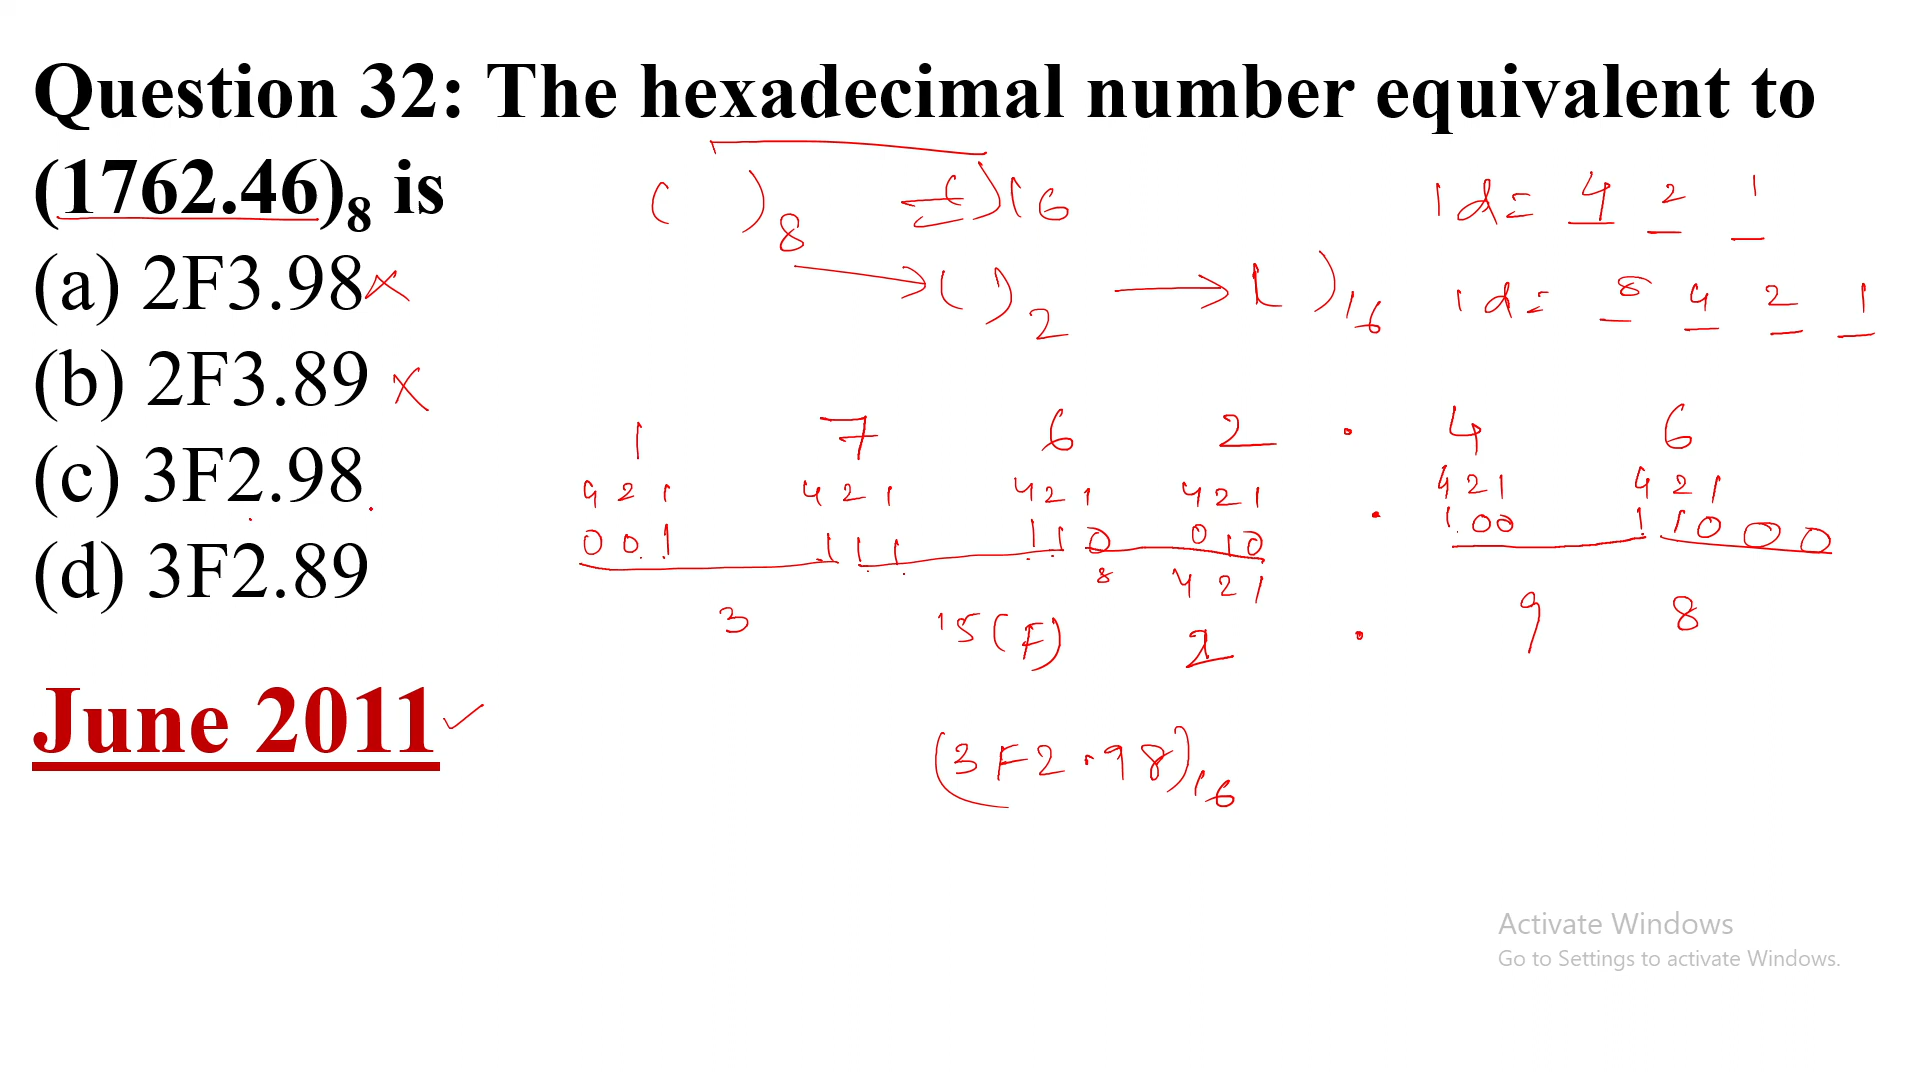 Question 32: The hexadecimal number equivalent to
(1762.46)8 is
( )8 = ( )16
1d = 4 2 1
→ ( )2 → ( )16
1d = 8 4 2 1
(a) 2F3.98 x
(b) 2F3.89 x
(c) 3F2.98
(d) 3F2.89
1 7 6 2 . 4 6
421 421 421 421 421 421
001 111 110 010 . 100 11000
8 421
3 15(F) 2 . 9 8
June 2011 ✓
(3F2.98)16
Activate Windows
Go to Settings to activate Windows.